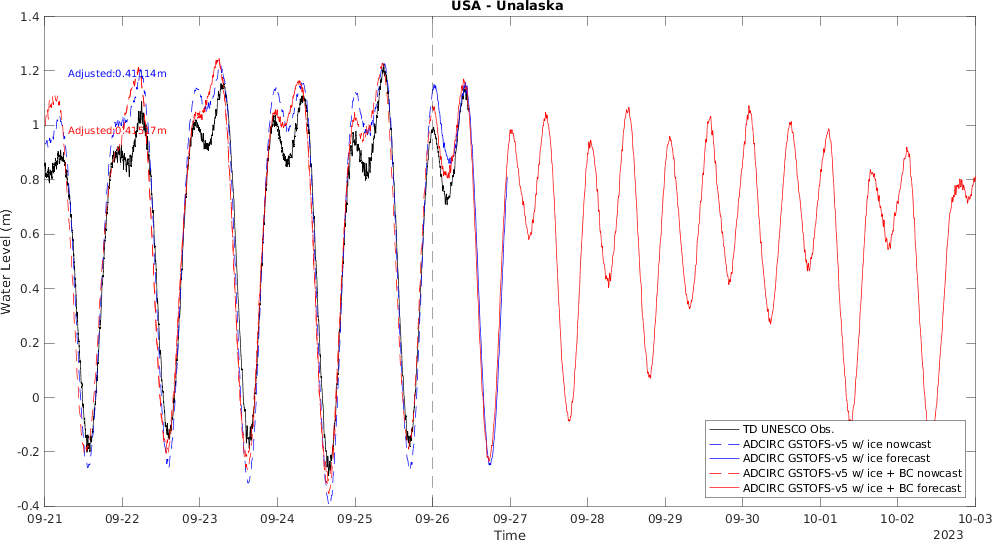 USA - Unalaska
1.4
1.2
1
0.8
0.6
0.4
0.2
0
-0.2
-0.4
Water Level (m)
Adjusted:0.41114m
TD UNESCO Obs.
ADCIRC GSTOFS-v5 w/ ice nowcast
ADCIRC GSTOFS-v5 w/ ice forecast
ADCIRC GSTOFS-v5 w/ ice + BC nowcast
ADCIRC GSTOFS-v5 w/ ice + BC forecast
09-21 09-22 09-23 09-24 09-25 09-26 09-27 09-28 09-29 09-30 10-01 10-02 10-03
Time
2023